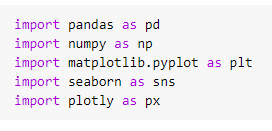 import pandas as pd
import numpy as np
import matplotlib.pyplot as plt
import seaborn as sns
import plotly as px